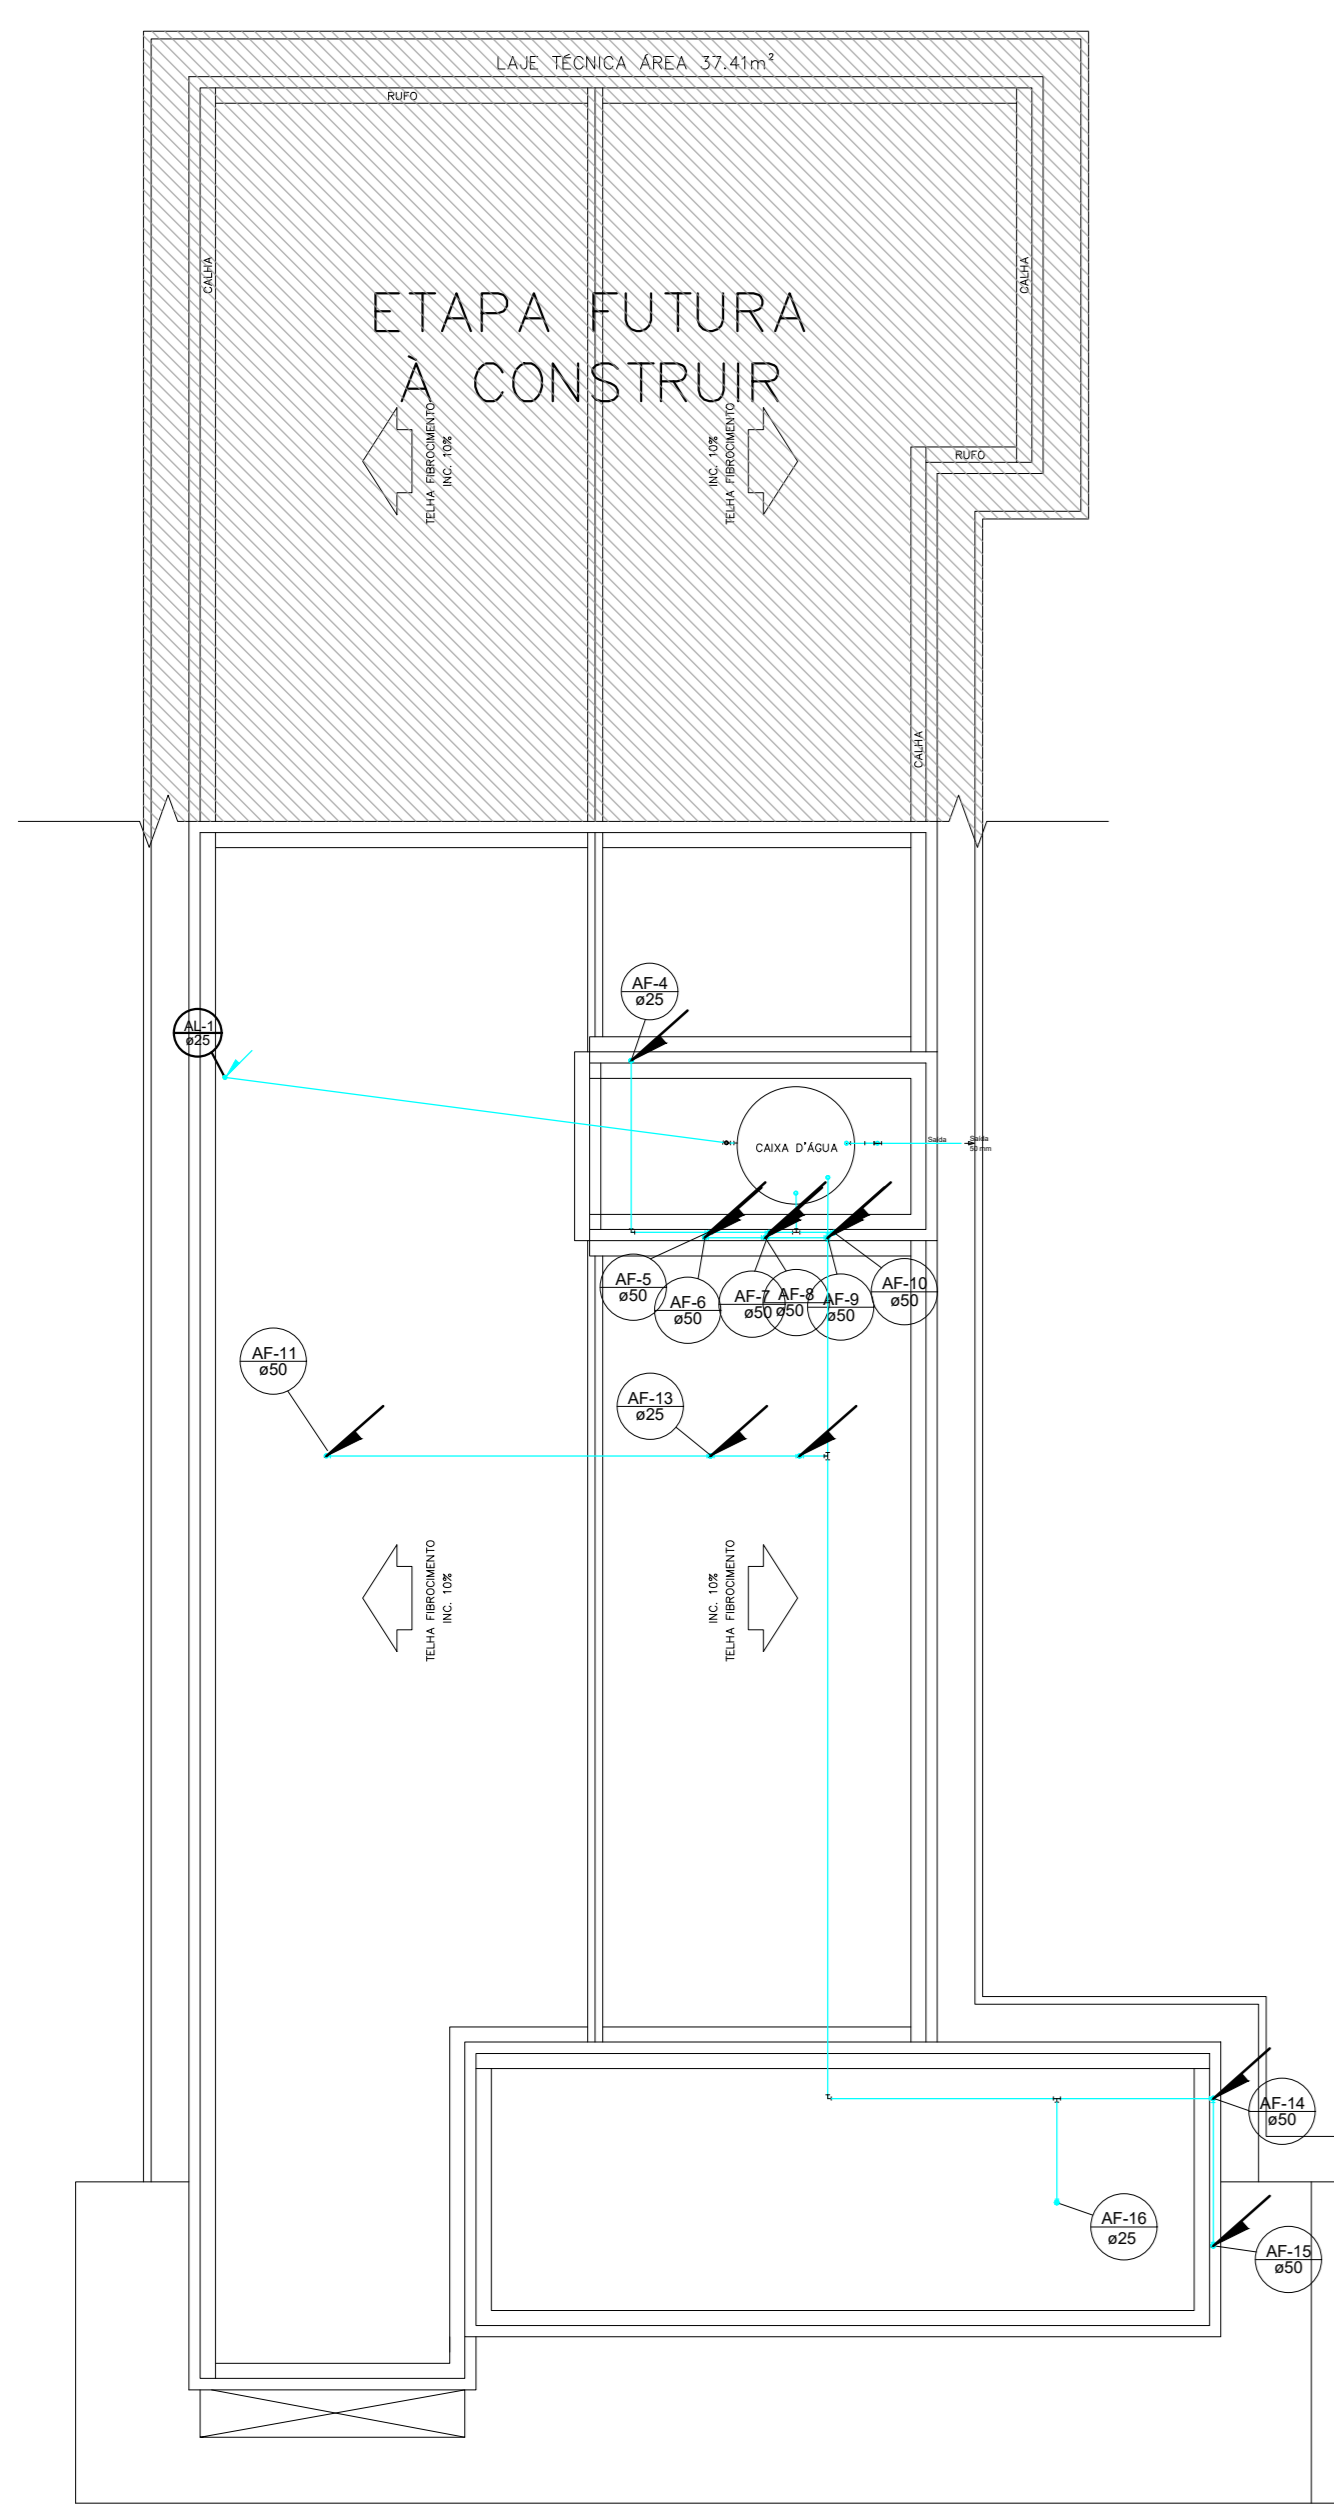 LAJE TÉCNICA ÁREA 37.41m²
RUFO
CALHA
CALHA
ETAPA FUTURA
À CONSTRUIR
TELHA FIBROCIMENTO
INC. 10%
INC. 10%
TELHA FIBROCIMENTO
RUFO
CALHA
AF-4
ø25
AL-1
ø25
CAIXA D'ÁGUA
Saída
Saída
50 mm
AF-5
ø50
AF-6
ø50
AF-7
ø50
AF-8
ø50
AF-9
ø50
AF-10
ø50
AF-11
ø50
AF-13
ø25
TELHA FIBROCIMENTO
INC. 10%
INC. 10%
TELHA FIBROCIMENTO
AF-14
ø50
AF-16
ø25
AF-15
ø50